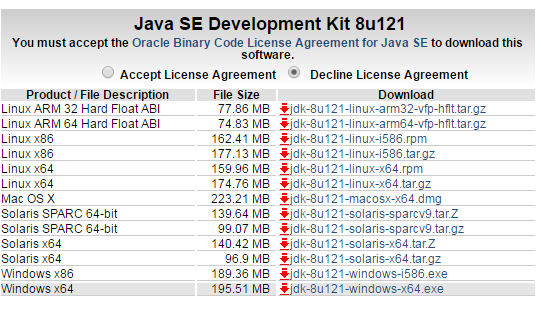 Java SE Development Kit 8u121
You must accept the Oracle Binary Code License Agreement for Java SE to download this
software.
Accept License Agreement Decline License Agreement
Product / File Description File Size Download
Linux ARM 32 Hard Float ABI 77.86 MB jdk-8u121-linux-arm32-vfp-hflt.tar.gz
Linux ARM 64 Hard Float ABI 74.83 MB jdk-8u121-linux-arm64-vfp-hflt.tar.gz
Linux x86 162.41 MB jdk-8u121-linux-i586.rpm
Linux x86 177.13 MB jdk-8u121-linux-i586.tar.gz
Linux x64 159.96 MB jdk-8u121-linux-x64.rpm
Linux x64 174.76 MB jdk-8u121-linux-x64.tar.gz
Mac OS X 223.21 MB jdk-8u121-macosx-x64.dmg
Solaris SPARC 64-bit 139.64 MB jdk-8u121-solaris-sparcv9.tar.Z
Solaris SPARC 64-bit 99.07 MB jdk-8u121-solaris-sparcv9.tar.gz
Solaris x64 140.42 MB jdk-8u121-solaris-x64.tar.Z
Solaris x64 96.9 MB jdk-8u121-solaris-x64.tar.gz
Windows x86 189.36 MB jdk-8u121-windows-i586.exe
Windows x64 195.51 MB jdk-8u121-windows-x64.exe